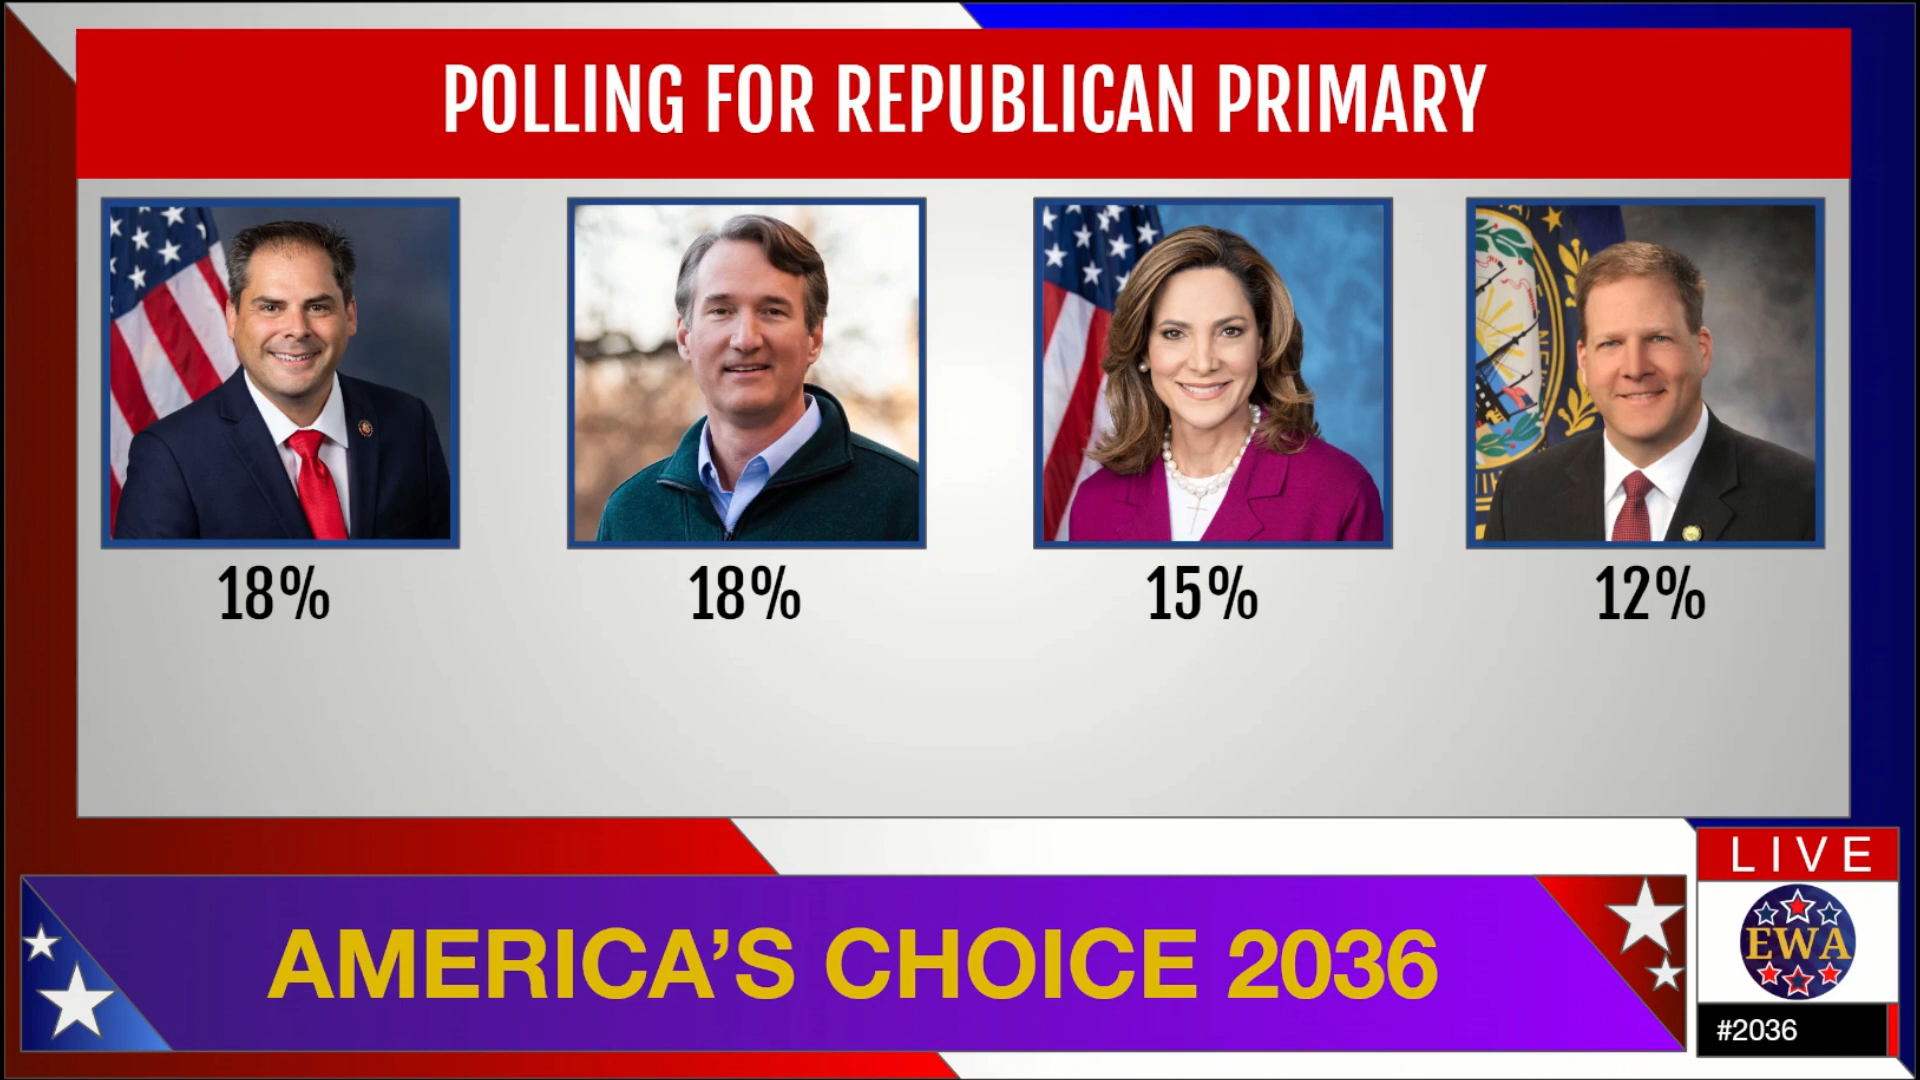 POLLING FOR REPUBLICAN PRIMARY
18%
18%
15%
12%
LIVE
AMERICA'S CHOICE 2036
EWA
#2036